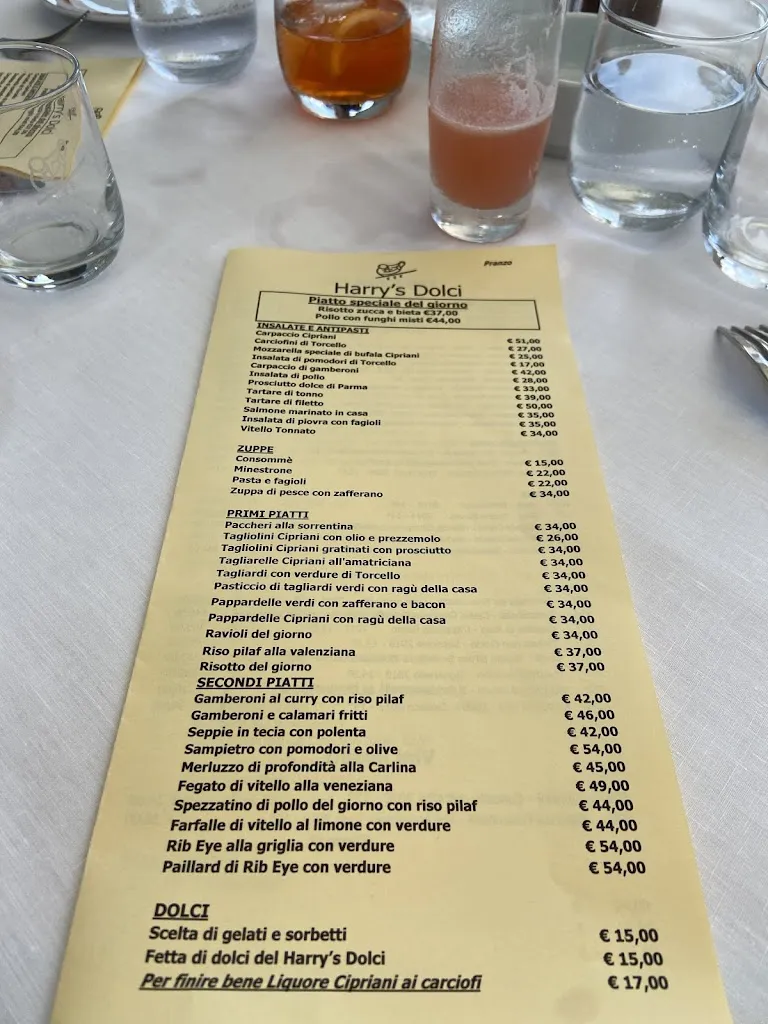 Pranzo
Harry's Dolci
Piatto speciale del giorno
Risotto zucca e bieta €37,00
Pollo con funghi misti €44,00
INSALATE E ANTIPASTI
Carpaccio Cipriani € 51,00
Carciofini di Torcello € 27,00
Mozzarella speciale di bufala Cipriani € 25,00
Insalata di pomodori di Torcello € 17,00
Carpaccio di gamberoni € 42,00
Insalata di pollo € 28,00
Prosciutto dolce di Parma € 33,00
Tartare di tonno € 39,00
Tartare di filetto € 50,00
Salmone marinato in casa € 35,00
Insalata di piovra con fagioli € 35,00
Vitello Tonnato € 34,00
ZUPPE
Consommè € 15,00
Minestrone € 22,00
Pasta e fagioli € 22,00
Zuppa di pesce con zafferano € 34,00
PRIMI PIATTI
Paccheri alla sorrentina € 34,00
Tagliolini Cipriani con olio e prezzemolo € 26,00
Tagliolini Cipriani gratinati con prosciutto € 34,00
Tagliarelle Cipriani all'amatriciana € 34,00
Tagliardi con verdure di Torcello € 34,00
Pasticcio di tagliardi verdi con ragù della casa € 34,00
Pappardelle verdi con zafferano e bacon € 34,00
Pappardelle Cipriani con ragù della casa € 34,00
Ravioli del giorno € 34,00
Riso pilaf alla valenziana € 37,00
Risotto del giorno € 37,00
SECONDI PIATTI
Gamberoni al curry con riso pilaf € 42,00
Gamberoni e calamari fritti € 46,00
Seppie in tecia con polenta € 42,00
Sampietro con pomodori e olive € 54,00
Merluzzo di profondità alla Carlina € 45,00
Fegato di vitello alla veneziana € 49,00
Spezzatino di pollo del giorno con riso pilaf € 44,00
Farfalle di vitello al limone con verdure € 44,00
Rib Eye alla griglia con verdure € 54,00
Paillard di Rib Eye con verdure € 54,00
DOLCI
Scelta di gelati e sorbetti € 15,00
Fetta di dolci del Harry's Dolci € 15,00
Per finire bene Liquore Cipriani ai carciofi € 17,00
Harry's Dolci